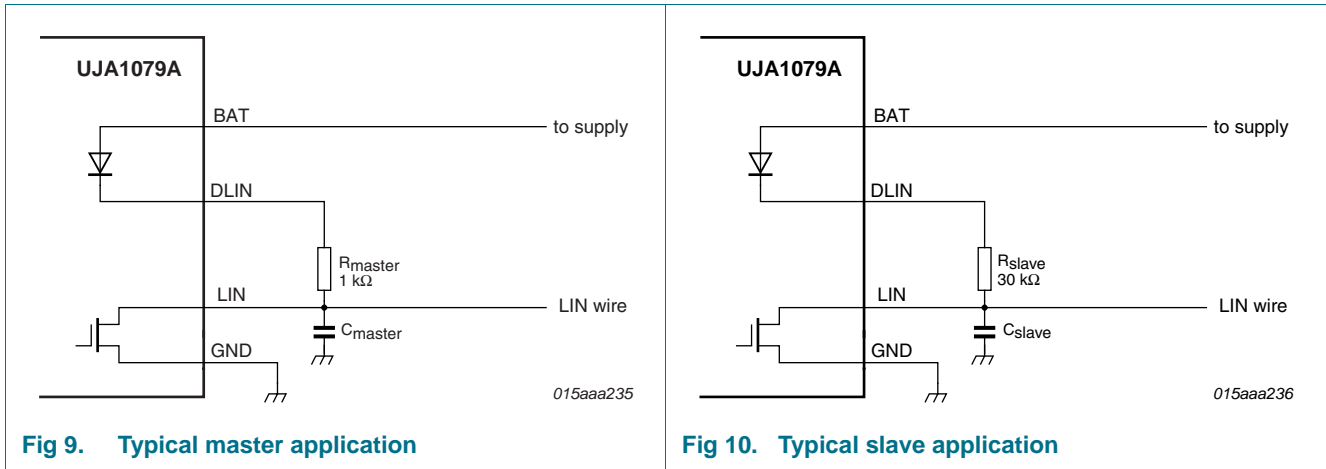 UJA1079A
BAT
to supply
DLIN
Rmaster
1 kΩ
LIN
LIN wire
Cmaster
GND
015aaa235
Fig 9. Typical master application
UJA1079A
BAT
to supply
DLIN
Rslave
30 kΩ
LIN
LIN wire
Cslave
GND
015aaa236
Fig 10. Typical slave application